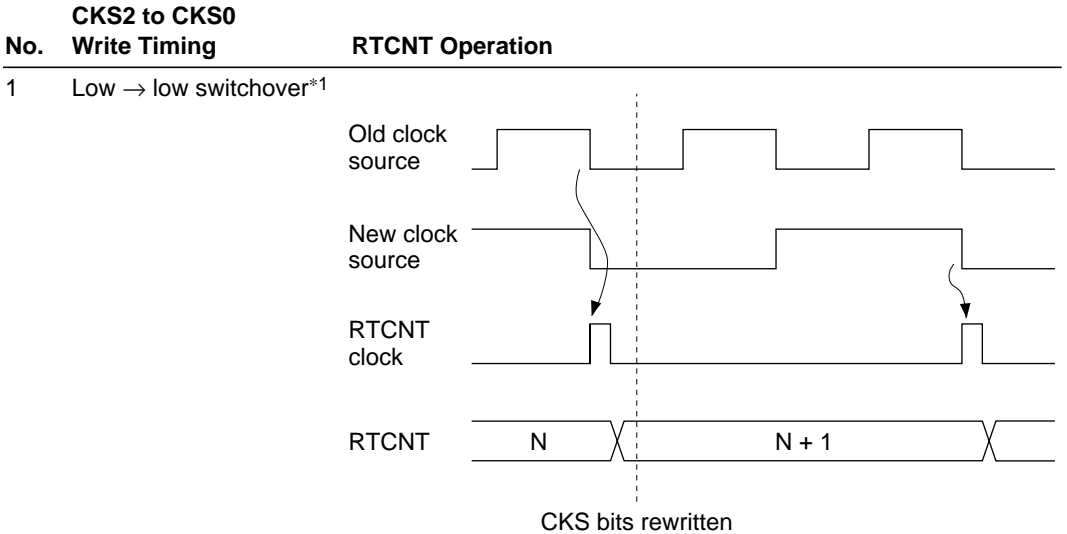 CKS2 to CKS0
No. Write Timing RTCNT Operation
1 Low → low switchover*1
Old clock
source
New clock
source
RTCNT
clock
RTCNT N N + 1
CKS bits rewritten